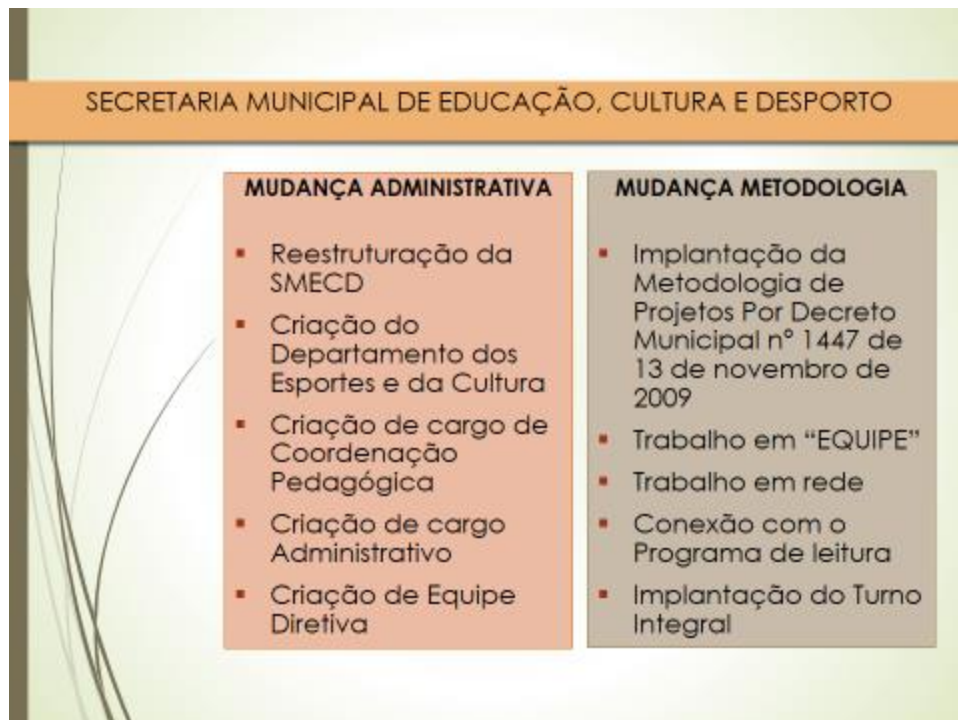 SECRETARIA MUNICIPAL DE EDUCAÇÃO, CULTURA E DESPORTO
MUDANÇA ADMINISTRATIVA
Reestruturação da
SMECD
Criação do
Departamento dos
Esportes e da Cultura
Criação de cargo de
Coordenação
Pedagógica
Criação de cargo
Administrativo
Criação de Equipe
Diretiva
MUDANÇA METODOLOGIA
Implantação da
Metodologia de
Projetos Por Decreto
Municipal nº 1447 de
13 de novembro de
2009
Trabalho em “EQUIPE”
Trabalho em rede
Conexão com o
Programa de leitura
Implantação do Turno
Integral